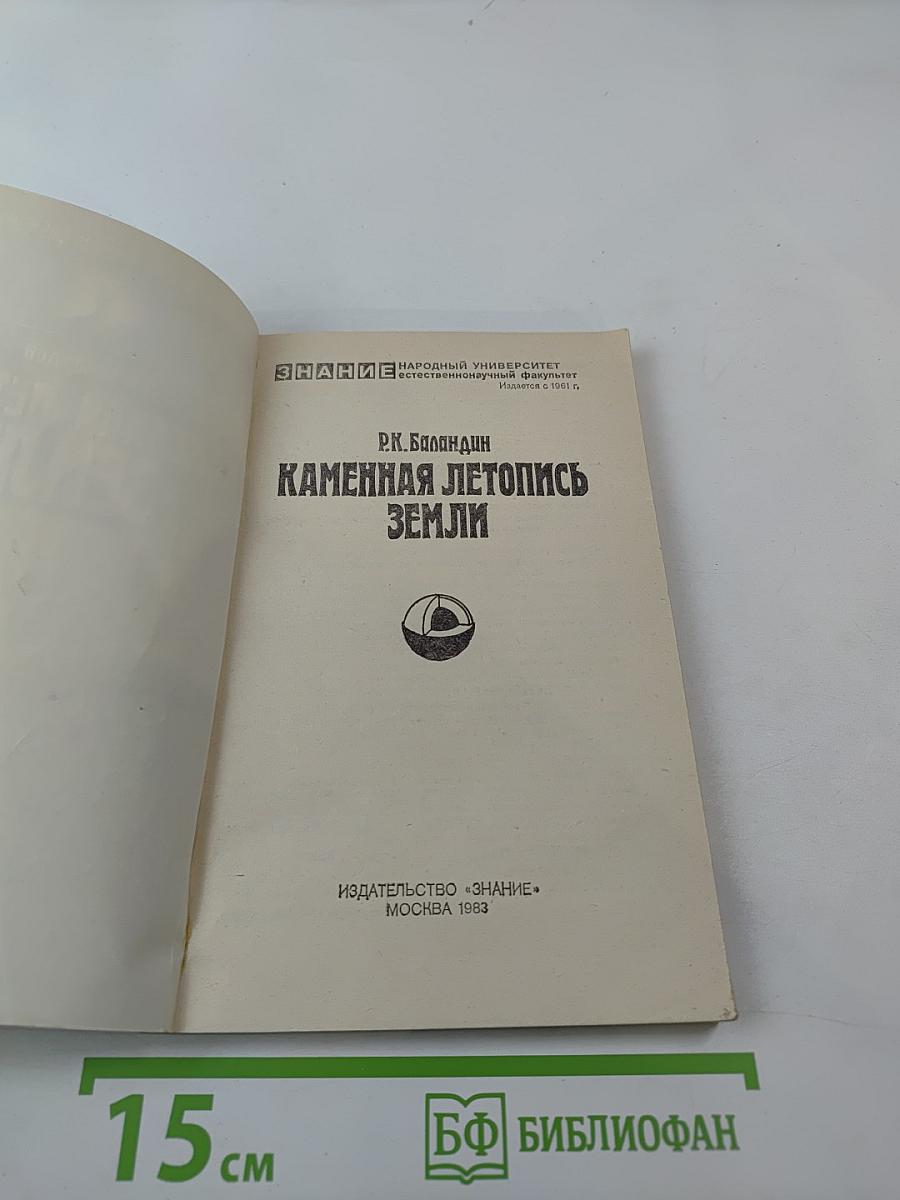 ЗНАНИЕ НАРОДНЫЙ УНИВЕРСИТЕТ
естественнонаучный факультет
Издается с 1961 г.
Р.К. Баландин
КАМЕННАЯ ЛЕТОПИСЬ
ЗЕМЛИ
ИЗДАТЕЛЬСТВО «ЗНАНИЕ»
МОСКВА 1983
15 см
БФ БИБЛИОФАН